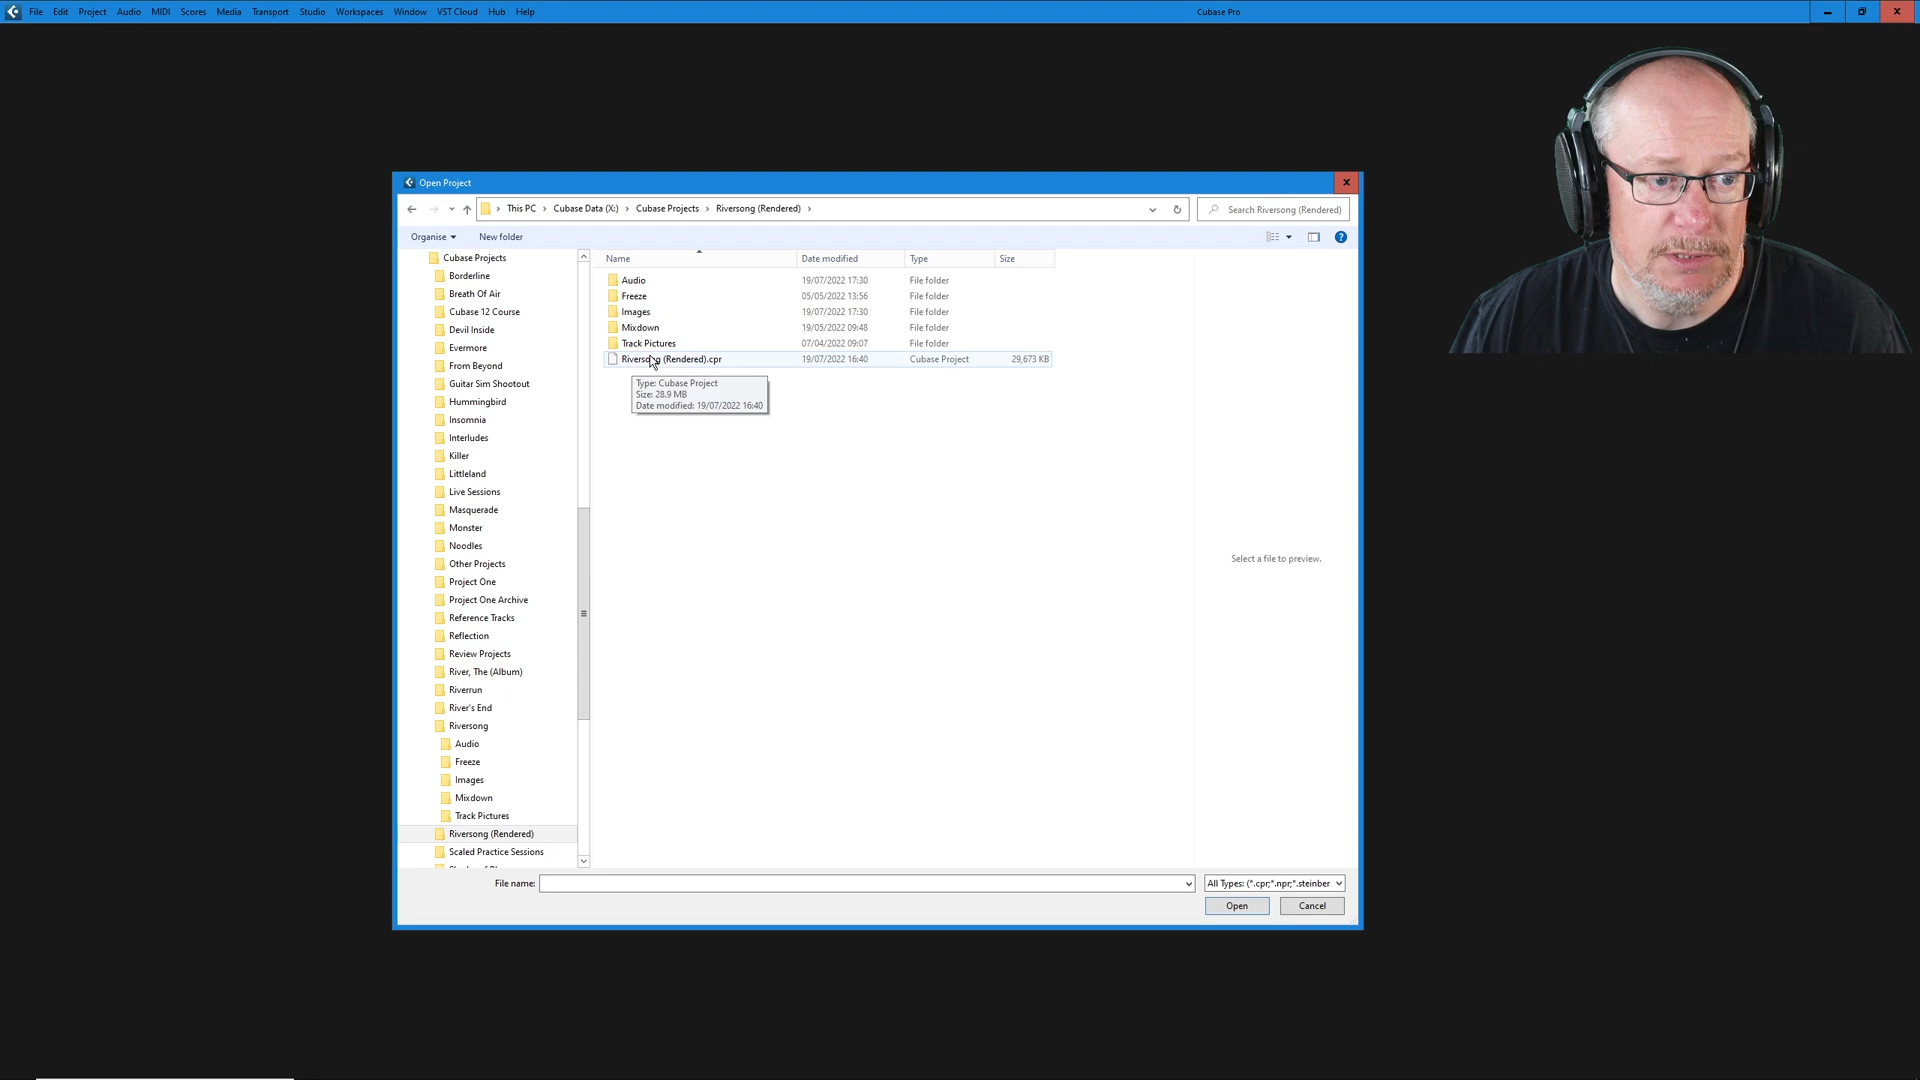 File Edit Project Audio MIDI Scores Media Transport Studio Workspaces Window VST Cloud Hub Help
Cubase Pro
Open Project
This PC Cubase Data (X:) Cubase Projects Riversong (Rendered)
Search Riversong (Rendered)
Organise New folder
Cubase Projects
Borderline
Breath Of Air
Cubase 12 Course
Devil Inside
Evermore
From Beyond
Guitar Sim Shootout
Hummingbird
Insomnia
Interludes
Killer
Littleland
Live Sessions
Masquerade
Monster
Noodles
Other Projects
Project One
Project One Archive
Reference Tracks
Reflection
Review Projects
River, The (Album)
Riverrun
River's End
Riversong
Audio
Freeze
Images
Mixdown
Track Pictures
Riversong (Rendered)
Scaled Practice Sessions
Name Date modified Type Size
Audio 19/07/2022 17:30 File folder
Freeze 05/05/2022 13:56 File folder
Images 19/07/2022 17:30 File folder
Mixdown 19/05/2022 09:48 File folder
Track Pictures 07/04/2022 09:07 File folder
Riversong (Rendered).cpr 19/07/2022 16:40 Cubase Project 29,673 KB
Type: Cubase Project
Size: 28.9 MB
Date modified: 19/07/2022 16:40
Select a file to preview.
File name:
All Types: (*.cpr;*.npr;*.steinber
Open Cancel